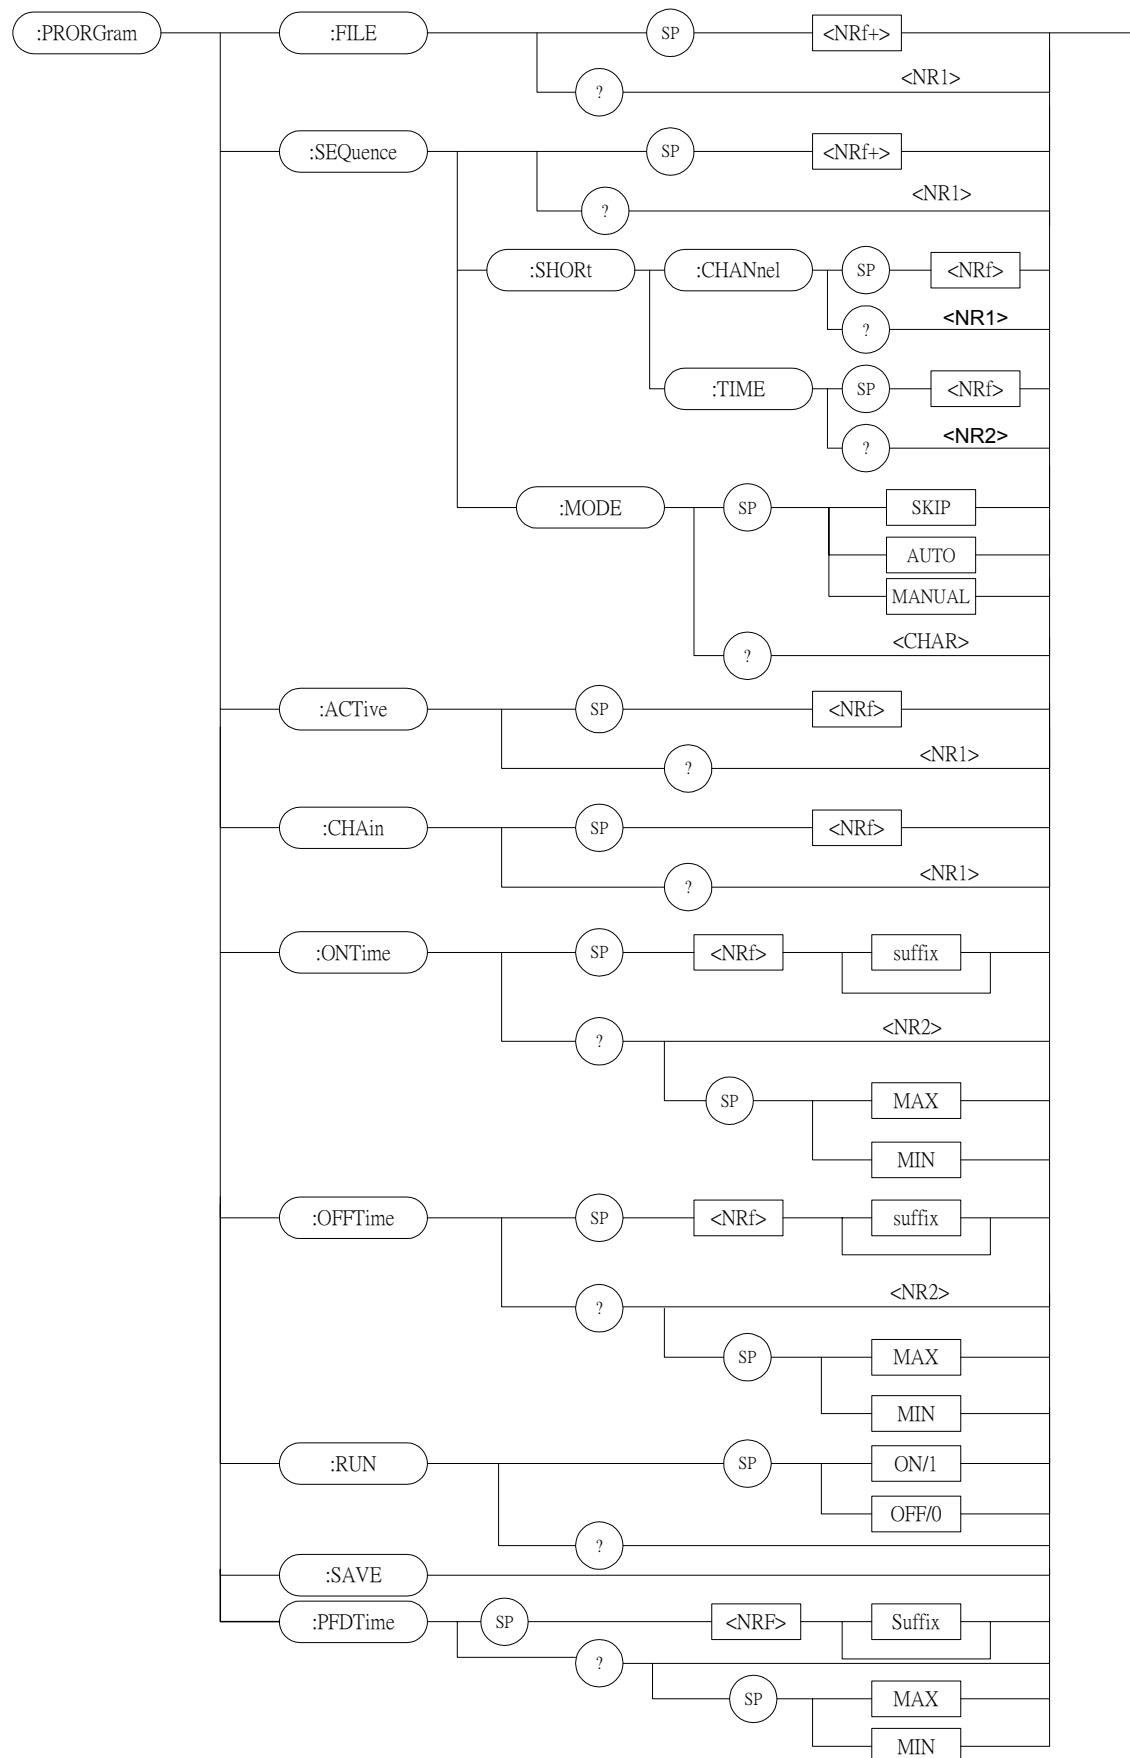 :PRORGram :FILE SP <NRf+>
? <NR1>
:SEQuence SP <NRf+>
? <NR1>
:SHORt :CHANnel SP <NRf>
? <NR1>
:TIME SP <NRf>
? <NR2>
:MODE SP SKIP
AUTO
MANUAL
? <CHAR>
:ACTive SP <NRf>
? <NR1>
:CHAin SP <NRf>
? <NR1>
:ONTime SP <NRf> suffix
? <NR2>
SP MAX
MIN
:OFFTime SP <NRf> suffix
? <NR2>
SP MAX
MIN
:RUN SP ON/1
OFF/0
?
:SAVE
:PFDTime SP <NRF> Suffix
?
SP MAX
MIN